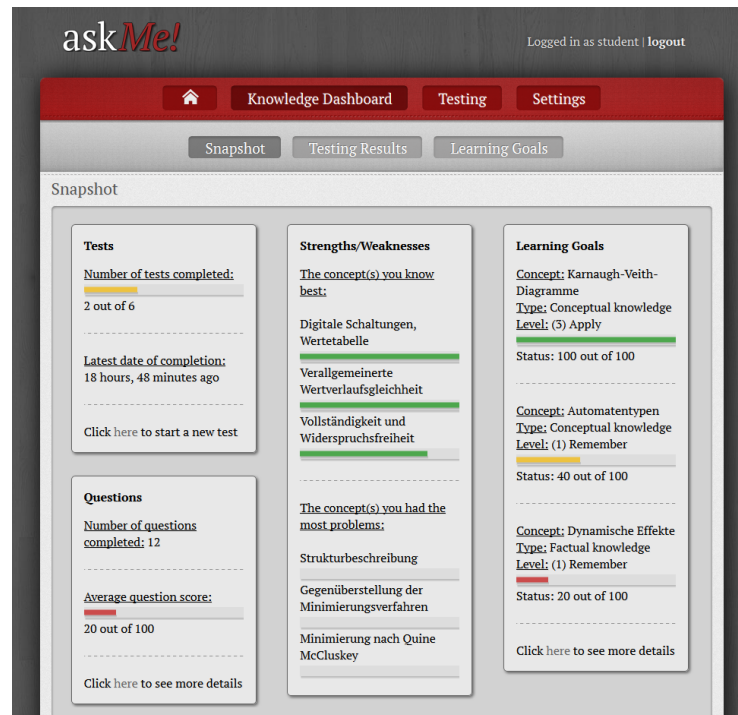 askMe!
Logged in as student | logout
Knowledge Dashboard
Testing
Settings
Snapshot
Testing Results
Learning Goals
Snapshot
Tests
Number of tests completed:
2 out of 6
Latest date of completion:
18 hours, 48 minutes ago
Click here to start a new test
Questions
Number of questions
completed: 12
Average question score:
20 out of 100
Click here to see more details
Strengths/Weaknesses
The concept(s) you know
best:
Digitale Schaltungen,
Wertetabelle
Verallgemeinerte
Wertverlaufsgleichheit
Vollständigkeit und
Widerspruchsfreiheit
The concept(s) you had the
most problems:
Strukturbeschreibung
Gegenüberstellung der
Minimierungsverfahren
Minimierung nach Quine
McCluskey
Learning Goals
Concept: Karnaugh-Veith-
Diagramme
Type: Conceptual knowledge
Level: (3) Apply
Status: 100 out of 100
Concept: Automatentypen
Type: Conceptual knowledge
Level: (1) Remember
Status: 40 out of 100
Concept: Dynamische Effekte
Type: Factual knowledge
Level: (1) Remember
Status: 20 out of 100
Click here to see more details